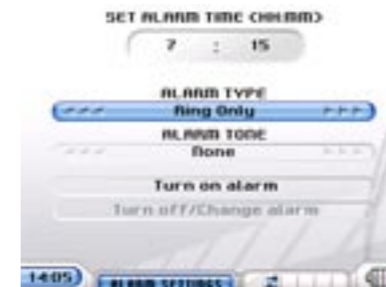 SET ALARM TIME (HH:MM)
7 : 15
ALARM TYPE
Ring Only
ALARM TONE
None
Turn on alarm
Turn off/Change alarm
14:05 ALARM SETTINGS